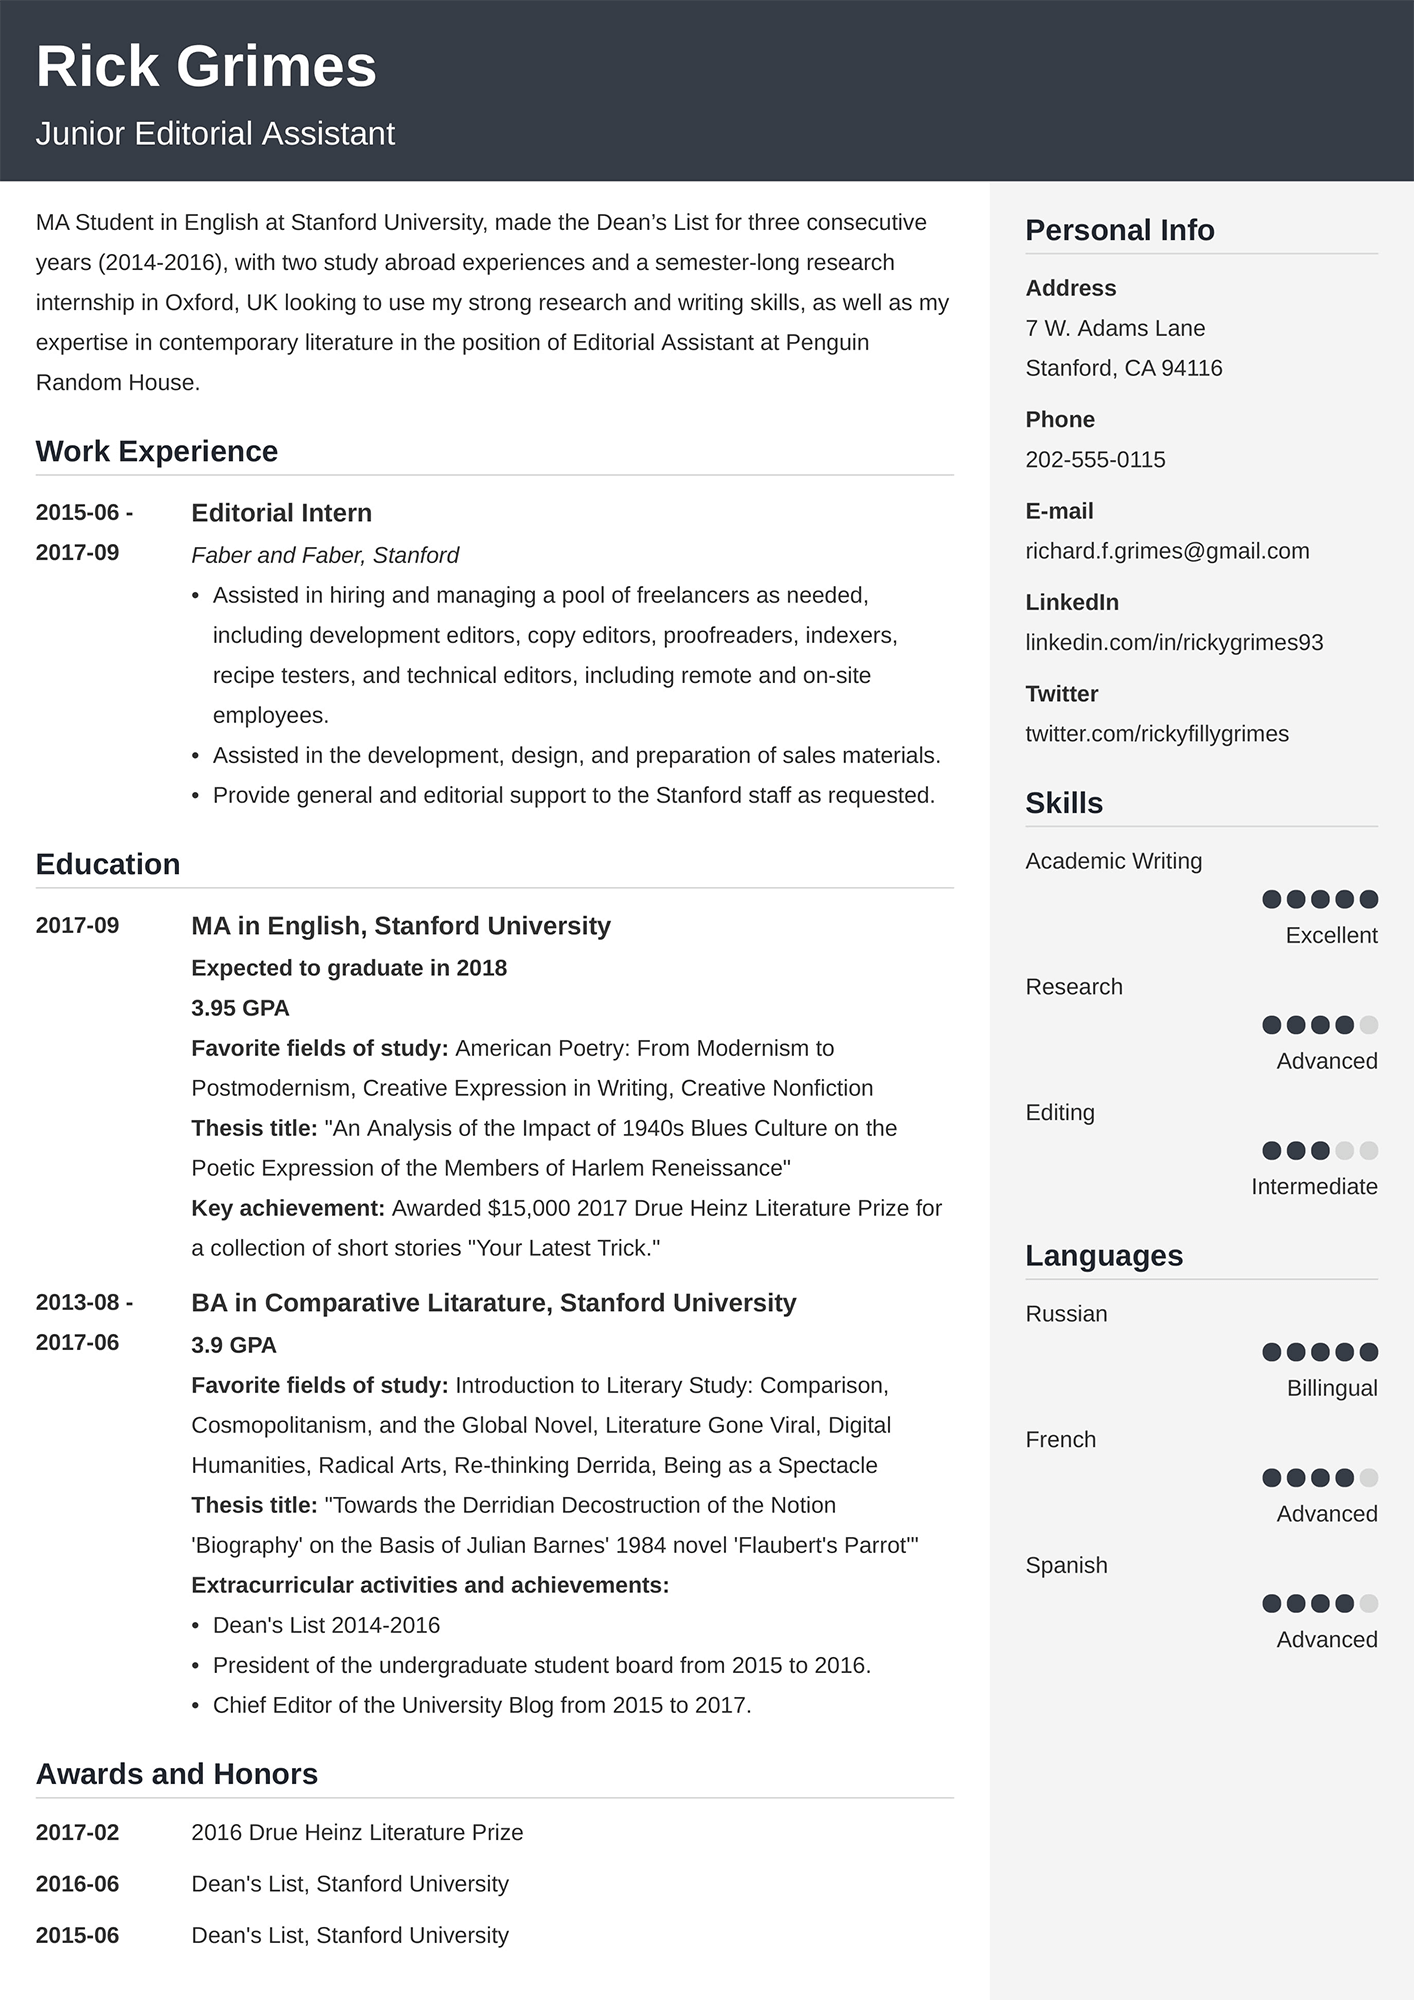 Rick Grimes
Junior Editorial Assistant
MA Student in English at Stanford University, made the Dean’s List for three consecutive
years (2014-2016), with two study abroad experiences and a semester-long research
internship in Oxford, UK looking to use my strong research and writing skills, as well as my
expertise in contemporary literature in the position of Editorial Assistant at Penguin
Random House.
Work Experience
2015-06 -
2017-09
Editorial Intern
Faber and Faber, Stanford
• Assisted in hiring and managing a pool of freelancers as needed,
including development editors, copy editors, proofreaders, indexers,
recipe testers, and technical editors, including remote and on-site
employees.
• Assisted in the development, design, and preparation of sales materials.
• Provide general and editorial support to the Stanford staff as requested.
Education
2017-09
MA in English, Stanford University
Expected to graduate in 2018
3.95 GPA
Favorite fields of study: American Poetry: From Modernism to
Postmodernism, Creative Expression in Writing, Creative Nonfiction
Thesis title: "An Analysis of the Impact of 1940s Blues Culture on the
Poetic Expression of the Members of Harlem Reneissance"
Key achievement: Awarded $15,000 2017 Drue Heinz Literature Prize for
a collection of short stories "Your Latest Trick."
2013-08 -
2017-06
BA in Comparative Litarature, Stanford University
3.9 GPA
Favorite fields of study: Introduction to Literary Study: Comparison,
Cosmopolitanism, and the Global Novel, Literature Gone Viral, Digital
Humanities, Radical Arts, Re-thinking Derrida, Being as a Spectacle
Thesis title: "Towards the Derridian Decostruction of the Notion
'Biography' on the Basis of Julian Barnes' 1984 novel 'Flaubert's Parrot'"
Extracurricular activities and achievements:
• Dean's List 2014-2016
• President of the undergraduate student board from 2015 to 2016.
• Chief Editor of the University Blog from 2015 to 2017.
Awards and Honors
2017-02
2016 Drue Heinz Literature Prize
2016-06
Dean's List, Stanford University
2015-06
Dean's List, Stanford University
Personal Info
Address
7 W. Adams Lane
Stanford, CA 94116
Phone
202-555-0115
E-mail
richard.f.grimes@gmail.com
LinkedIn
linkedin.com/in/rickygrimes93
Twitter
twitter.com/rickyfillygrimes
Skills
Academic Writing
Excellent
Research
Advanced
Editing
Intermediate
Languages
Russian
Billingual
French
Advanced
Spanish
Advanced